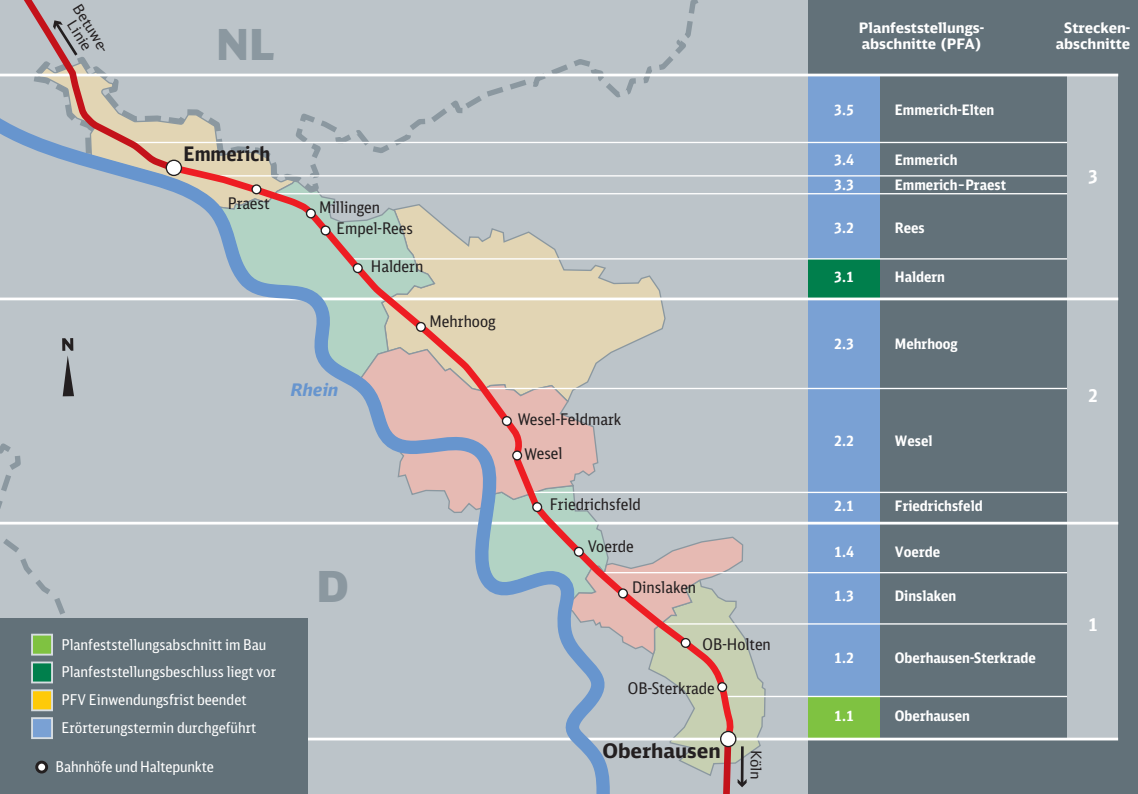 Betuwe-
Linie
NL
Emmerich
Praest
Millingen
Empel-Rees
Haldern
Mehrhoog
N
Rhein
Wesel-Feldmark
Wesel
Friedrichsfeld
Voerde
D
Dinslaken
OB-Holten
OB-Sterkrade
Oberhausen
Köln
Planfeststellungs-
abschnitte (PFA)
Strecken-
abschnitte
3.5 Emmerich-Elten
3.4 Emmerich
3.3 Emmerich-Praest
3.2 Rees
3.1 Haldern
3
2.3 Mehrhoog
2.2 Wesel
2.1 Friedrichsfeld
2
1.4 Voerde
1.3 Dinslaken
1.2 Oberhausen-Sterkrade
1.1 Oberhausen
1
Planfeststellungsabschnitt im Bau
Planfeststellungsbeschluss liegt vor
PFV Einwendungsfrist beendet
Erörterungstermin durchgeführt
Bahnhöfe und Haltepunkte